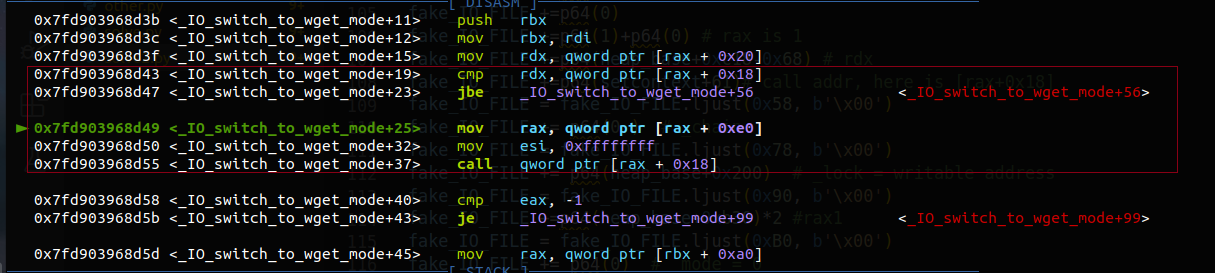 [ DISASM ]
0x7fd903968d3b <_IO_switch_to_wget_mode+11> push rbx
0x7fd903968d3c <_IO_switch_to_wget_mode+12> mov rbx, rdi
0x7fd903968d3f <_IO_switch_to_wget_mode+15> mov rdx, qword ptr [rax + 0x20]
0x7fd903968d43 <_IO_switch_to_wget_mode+19> cmp rdx, qword ptr [rax + 0x18]
0x7fd903968d47 <_IO_switch_to_wget_mode+23> jbe _IO_switch_to_wget_mode+56 <_IO_switch_to_wget_mode+56>
► 0x7fd903968d49 <_IO_switch_to_wget_mode+25> mov rax, qword ptr [rax + 0xe0]
0x7fd903968d50 <_IO_switch_to_wget_mode+32> mov esi, 0xffffffff
0x7fd903968d55 <_IO_switch_to_wget_mode+37> call qword ptr [rax + 0x18]
0x7fd903968d58 <_IO_switch_to_wget_mode+40> cmp eax, -1
0x7fd903968d5b <_IO_switch_to_wget_mode+43> je _IO_switch_to_wget_mode+99 <_IO_switch_to_wget_mode+99>
0x7fd903968d5d <_IO_switch_to_wget_mode+45> mov rax, qword ptr [rbx + 0xa0]
[ STACK ]